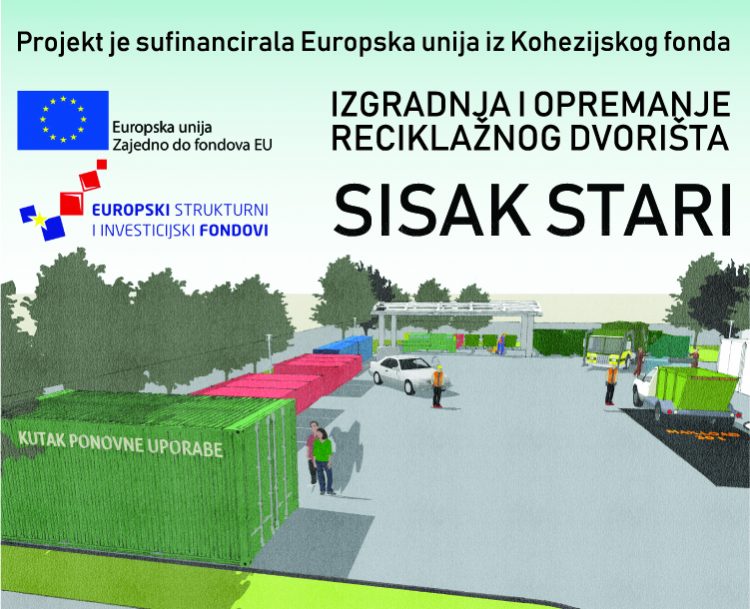 Projekt je sufinancirala Europska unija iz Kohezijskog fonda
Europska unija
Zajedno do fondova EU
EUROPSKI STRUKTURNI
I INVESTICIJSKI FONDOVI
IZGRADNJA I OPREMANJE
RECIKLAŽNOG DVORIŠTA
SISAK STARI
KUTAK PONOVNE UPORABE